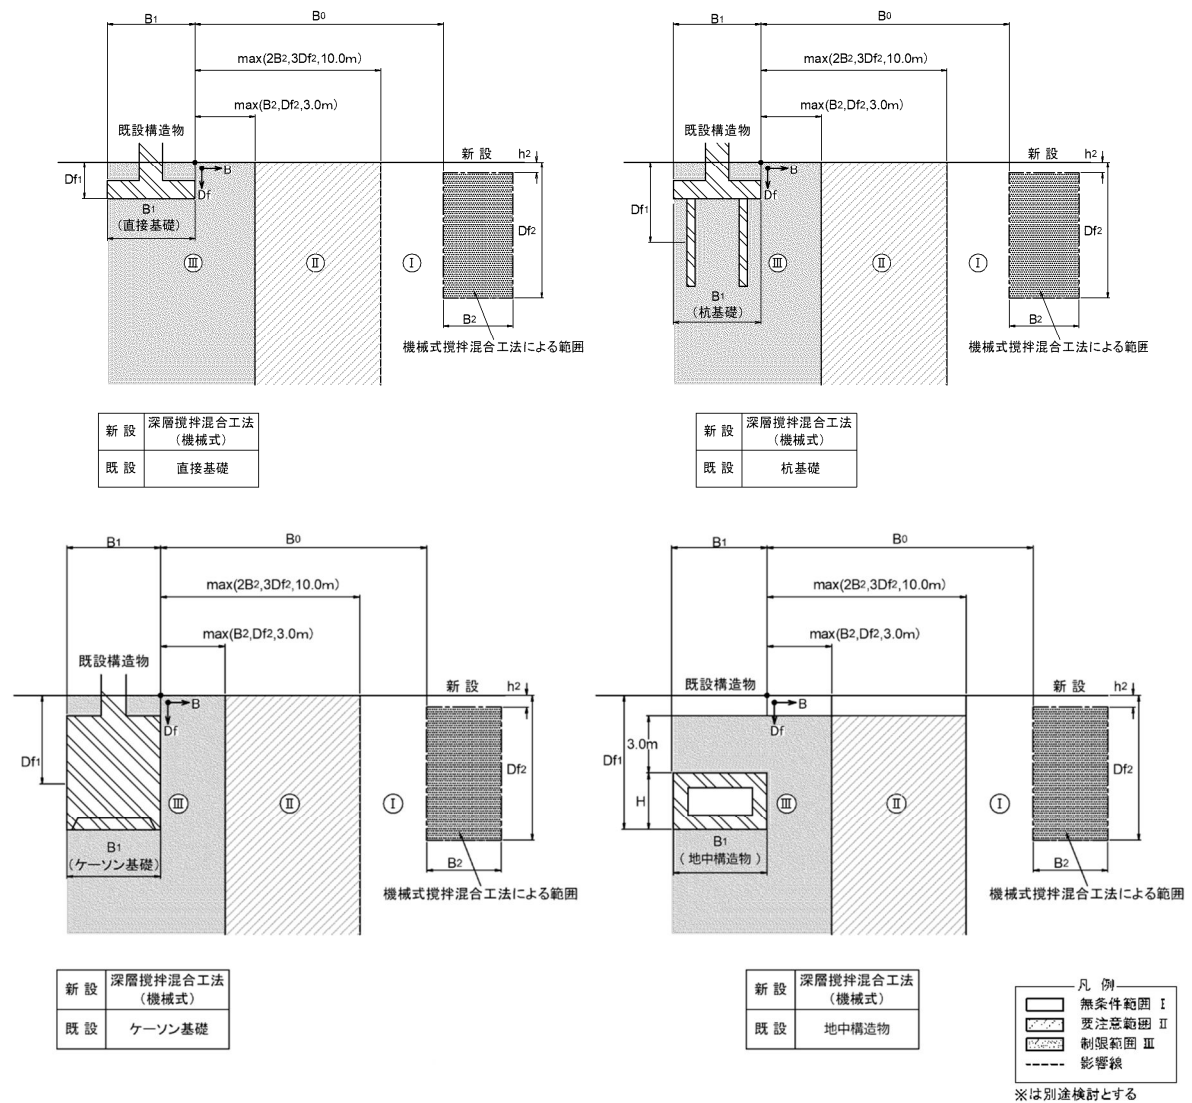 B1
B0
max(2B2,3Df2,10.0m)
max(B2,Df2,3.0m)
既設構造物
新設
h2
B
Df
Df1
B1
(直接基礎)
Df2
Ⅲ
Ⅱ
Ⅰ
B2
機械式撹拌混合工法による範囲
新設 深層撹拌混合工法
(機械式)
既設 直接基礎
B1
B0
max(2B2,3Df2,10.0m)
max(B2,Df2,3.0m)
既設構造物
新設
h2
B
Df
Df1
Df2
Ⅲ
Ⅱ
Ⅰ
B1
(杭基礎)
B2
機械式撹拌混合工法による範囲
新設 深層撹拌混合工法
(機械式)
既設 杭基礎
B1
B0
max(2B2,3Df2,10.0m)
max(B2,Df2,3.0m)
既設構造物
新設
h2
B
Df
Df1
Df2
Ⅲ
Ⅱ
Ⅰ
B1
(ケーソン基礎)
B2
機械式撹拌混合工法による範囲
新設 深層撹拌混合工法
(機械式)
既設 ケーソン基礎
B1
B0
max(2B2,3Df2,10.0m)
max(B2,Df2,3.0m)
既設構造物
新設
h2
B
Df
3.0m
Df1
Df2
H
Ⅲ
Ⅱ
Ⅰ
B1
(地中構造物)
B2
機械式撹拌混合工法による範囲
新設 深層撹拌混合工法
(機械式)
既設 地中構造物
凡例
無条件範囲 Ⅰ
要注意範囲 Ⅱ
制限範囲 Ⅲ
影響線
※は別途検討とする